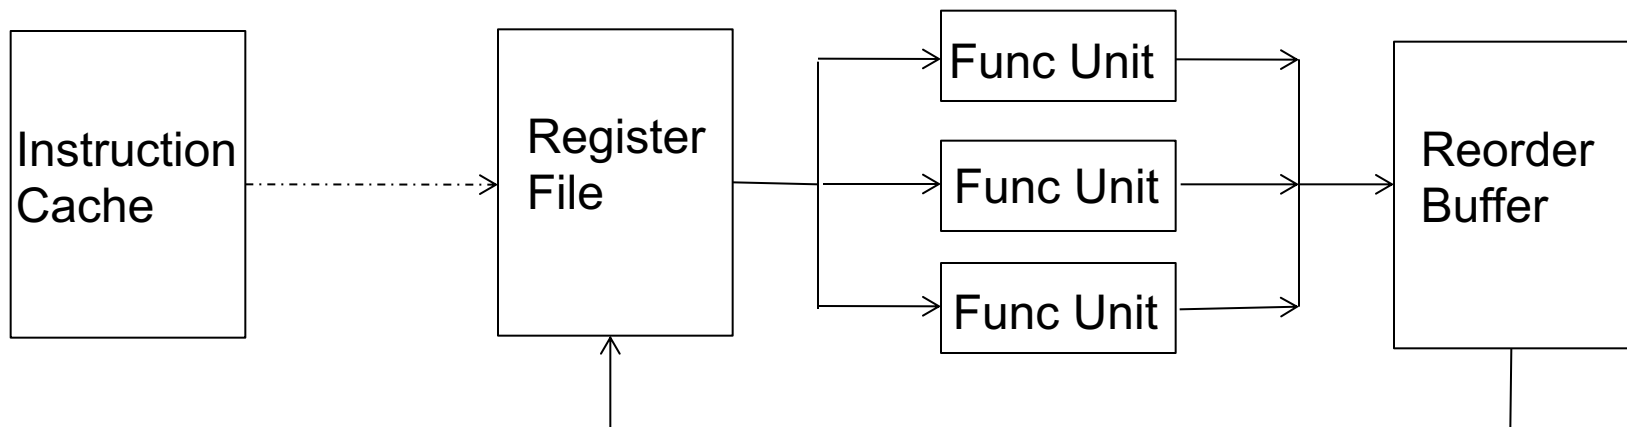 Instruction
Cache
Register
File
Func Unit
Func Unit
Func Unit
Reorder
Buffer